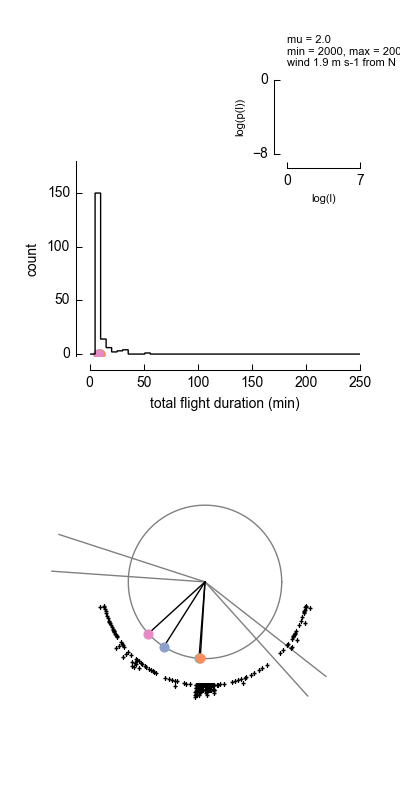 mu = 2.0
min = 2000, max = 200
wind 1.9 m s-1 from N
0
log(p(l))
−8
0 7
log(l)
150
100
50
0
count
0 50 100 150 200 250
total flight duration (min)